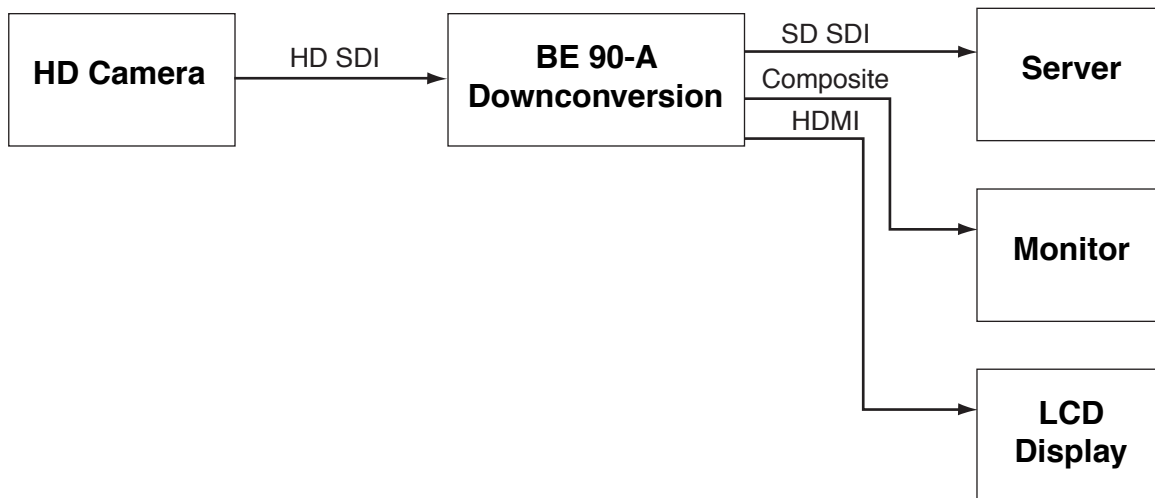 HD Camera
HD SDI
BE 90-A
Downconversion
SD SDI
Composite
HDMI
Server
Monitor
LCD
Display